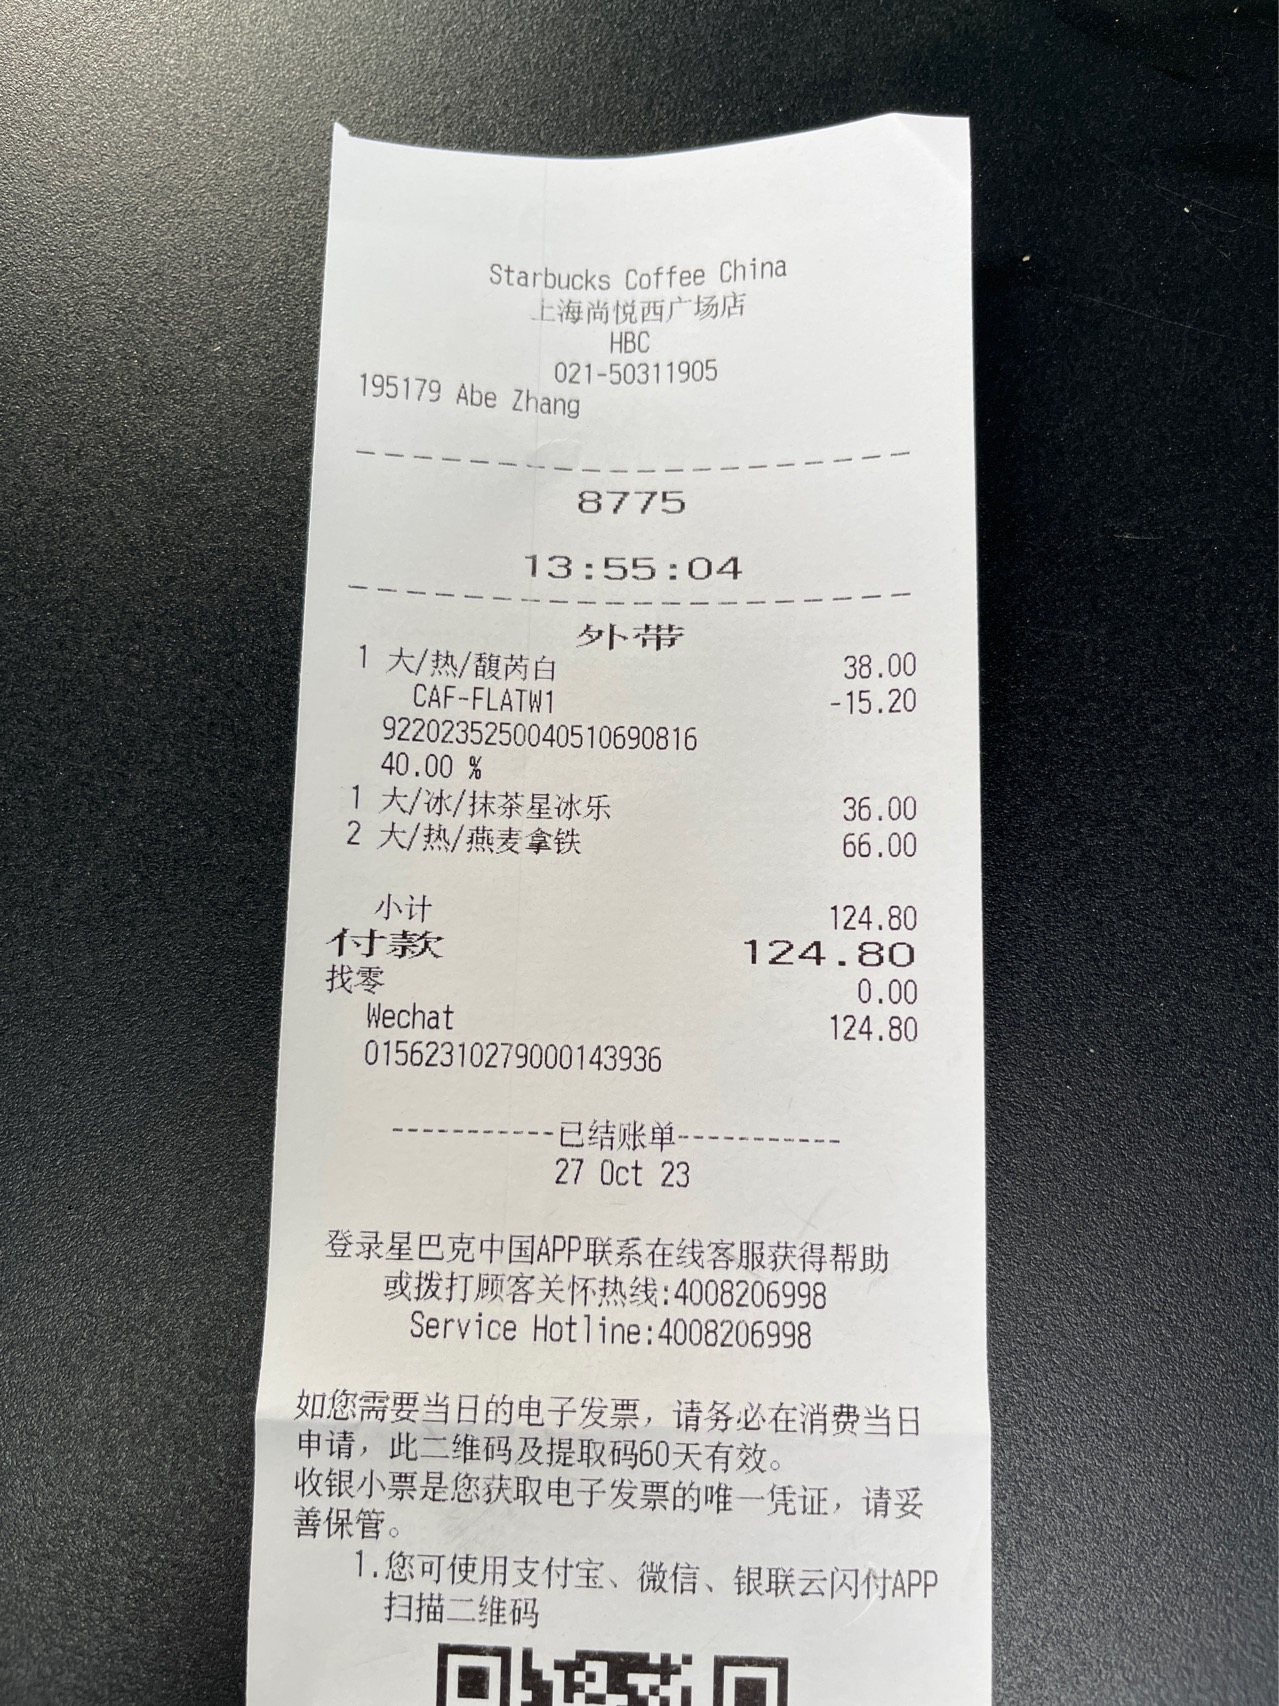 Starbucks Coffee China
上海尚悦西广场店
HBC
021-50311905
195179 Abe Zhang
8775
13:55:04
外带
1 大/热/馥芮白 38.00
CAF-FLATW1 -15.20
9220235250040510690816
40.00 %
1 大/冰/抹茶星冰乐 36.00
2 大/热/燕麦拿铁 66.00
小计 124.80
付款 124.80
找零 0.00
Wechat 124.80
01562310279000143936
-----------已结账单-----------
27 Oct 23
登录星巴克中国APP联系在线客服获得帮助
或拨打顾客关怀热线:4008206998
Service Hotline:4008206998
如您需要当日的电子发票，请务必在消费当日
申请，此二维码及提取码60天有效。
收银小票是您获取电子发票的唯一凭证，请妥
善保管。
1.您可使用支付宝、微信、银联云闪付APP
扫描二维码